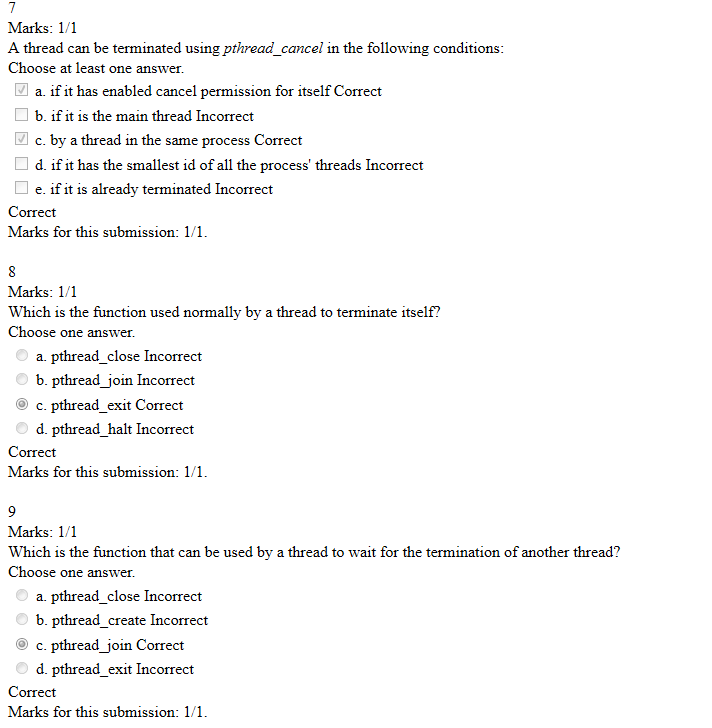 7
Marks: 1/1
A thread can be terminated using pthread_cancel in the following conditions:
Choose at least one answer.
a. if it has enabled cancel permission for itself Correct
b. if it is the main thread Incorrect
c. by a thread in the same process Correct
d. if it has the smallest id of all the process' threads Incorrect
e. if it is already terminated Incorrect
Correct
Marks for this submission: 1/1.
8
Marks: 1/1
Which is the function used normally by a thread to terminate itself?
Choose one answer.
a. pthread_close Incorrect
b. pthread_join Incorrect
c. pthread_exit Correct
d. pthread_halt Incorrect
Correct
Marks for this submission: 1/1.
9
Marks: 1/1
Which is the function that can be used by a thread to wait for the termination of another thread?
Choose one answer.
a. pthread_close Incorrect
b. pthread_create Incorrect
c. pthread_join Correct
d. pthread_exit Incorrect
Correct
Marks for this submission: 1/1.